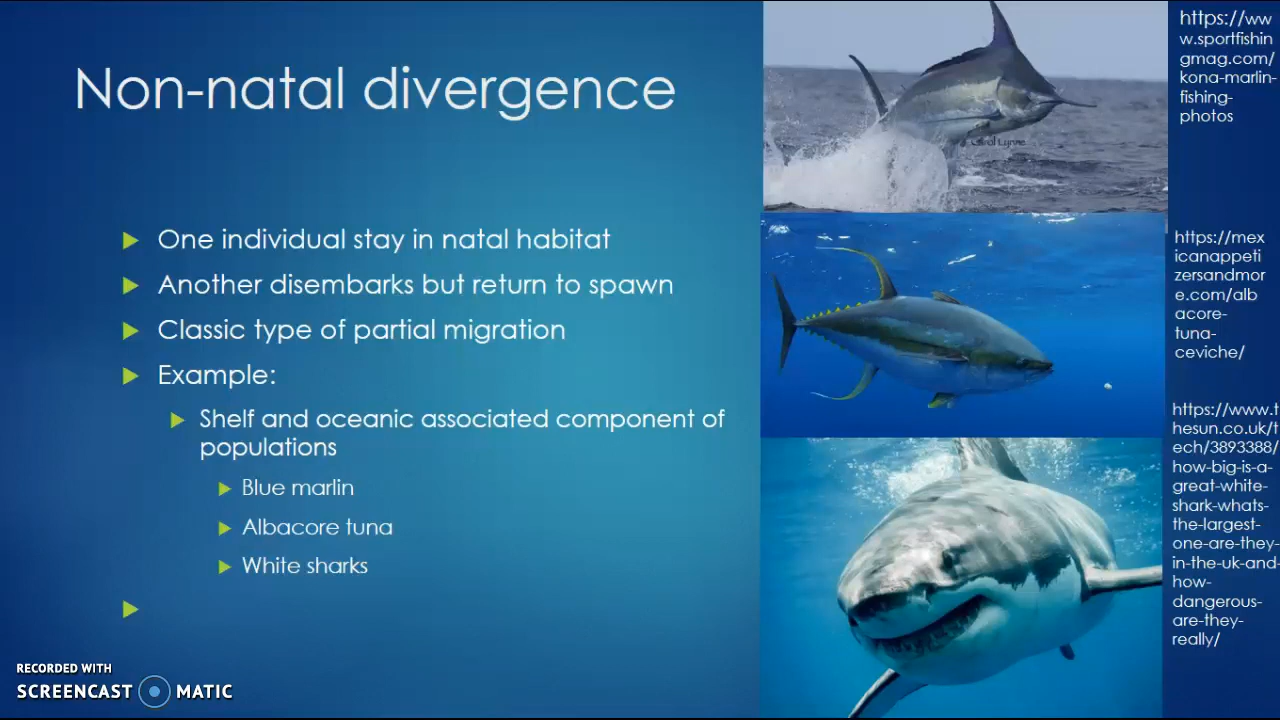 Non-natal divergence
One individual stay in natal habitat
Another disembarks but return to spawn
Classic type of partial migration
Example:
Shelf and oceanic associated component of
populations
Blue marlin
Albacore tuna
White sharks
https://ww
w.sportfishin
gmag.com/
kona-marlin-
fishing-
photos
https://mex
icanappeti
zersandmor
e.com/alb
acore-
tuna-
ceviche/
https://www.t
hesun.co.uk/t
ech/3893388/
how-big-is-a-
great-white-
shark-whats-
the-largest-
one-are-they-
in-the-uk-and-
how-
dangerous-
are-they-
really/
RECORDED WITH
SCREENCAST MATIC